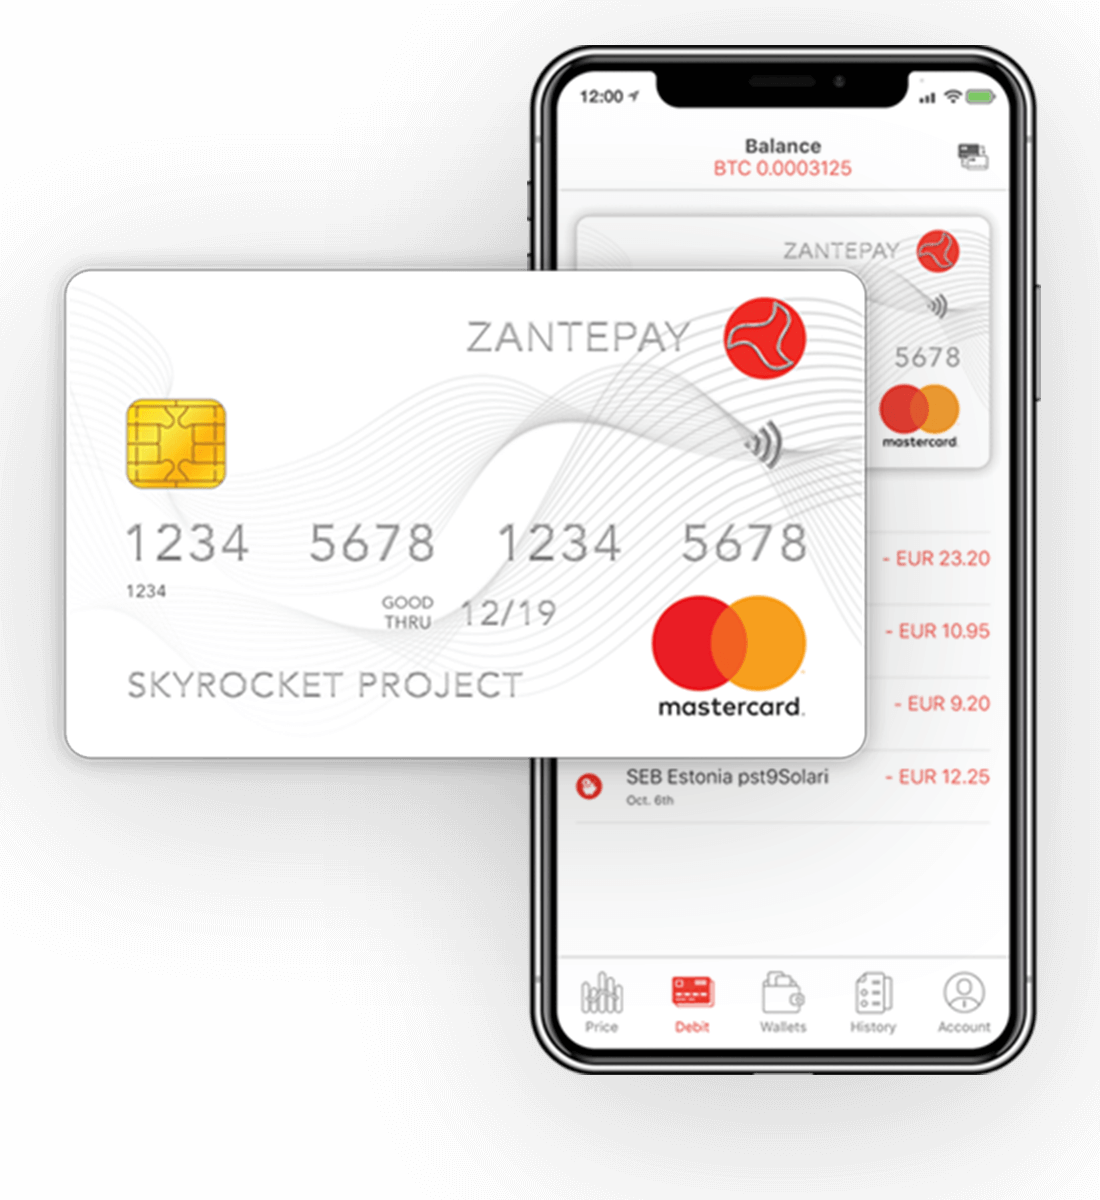 12:00
Balance
BTC 0.0003125
ZANTEPAY
5678
mastercard.
ZANTEPAY
1234 5678 1234 5678
1234
GOOD
THRU
12/19
SKYROCKET PROJECT
mastercard.
- EUR 23.20
- EUR 10.95
- EUR 9.20
SEB Estonia pst9Solari
- EUR 12.25
Oct. 6th
Price
Debit
Wallets
History
Account